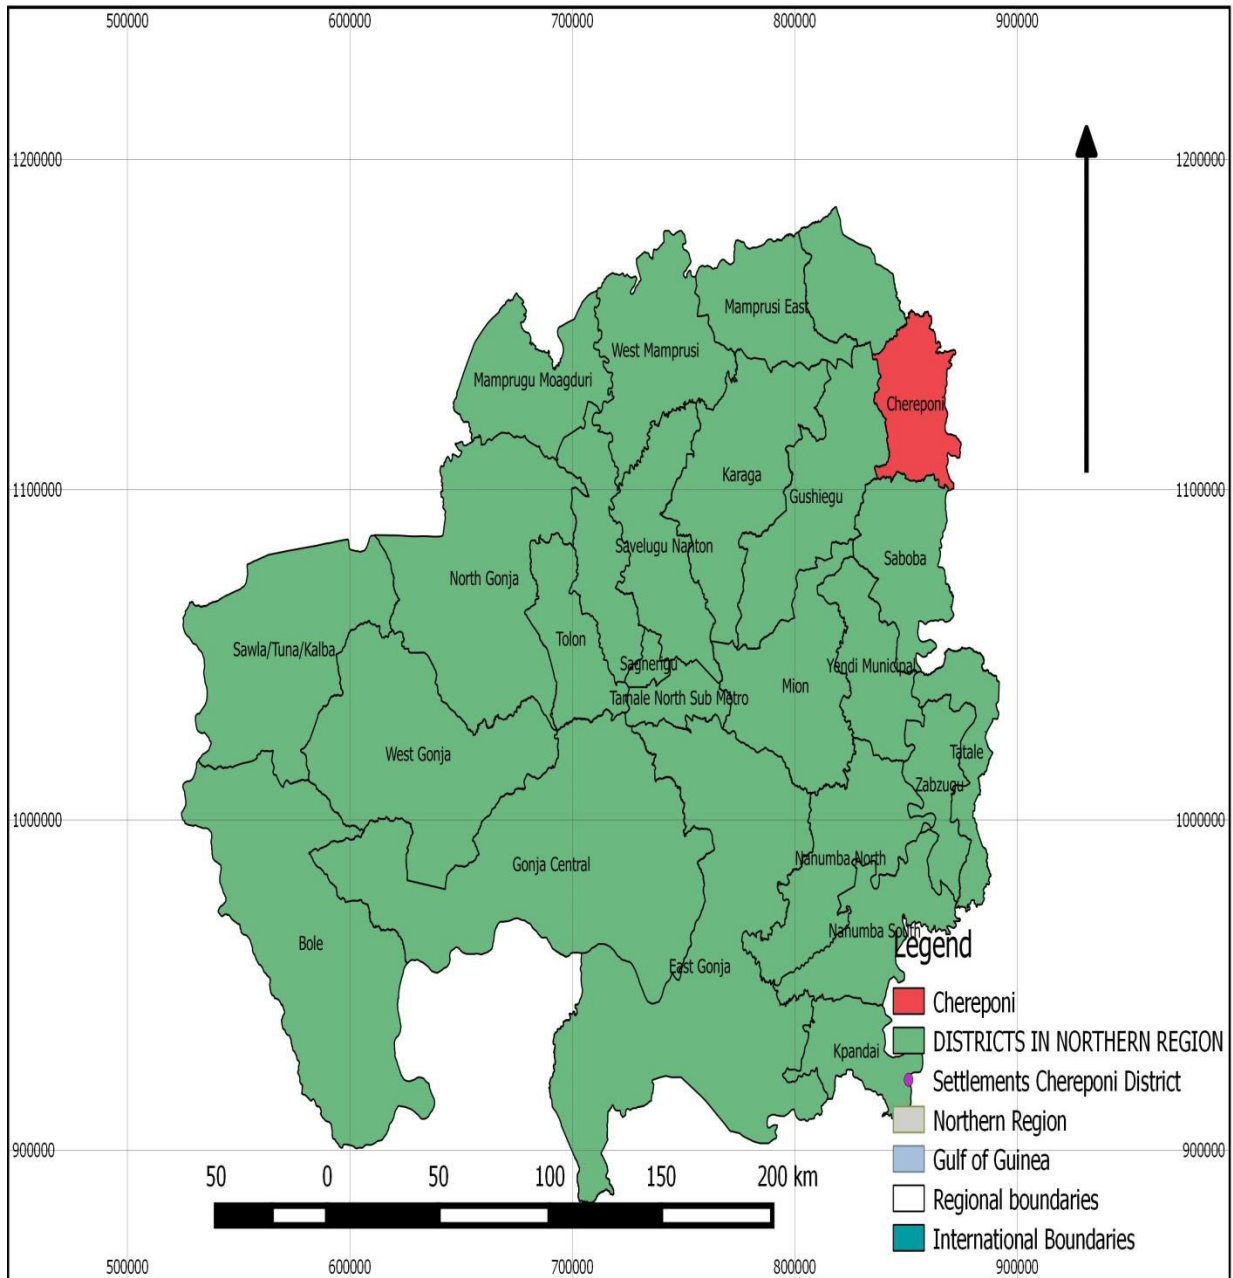 500000 600000 700000 800000 900000
1200000 1200000
Mamprusi East
West Mamprusi
Mamprugu Moagduri
Chereponi
Karaga
1100000 1100000
Gushiegu
Savelugu Nanton
Saboba
North Gonja
Tolon
Sawla/Tuna/Kalba
Sagnengu
Yendi Municipal
Mion
Tamale North Sub Metro
West Gonja
Tatale
Zabzugu
1000000 1000000
Nanumba North
Gonja Central
Nanumba South
Bole
East Gonja
Kpandai
Legend
Chereponi
DISTRICTS IN NORTHERN REGION
Settlements Chereponi District
Northern Region
Gulf of Guinea
Regional boundaries
International Boundaries
900000 900000
50 0 50 100 150 200 km
500000 600000 700000 800000 900000